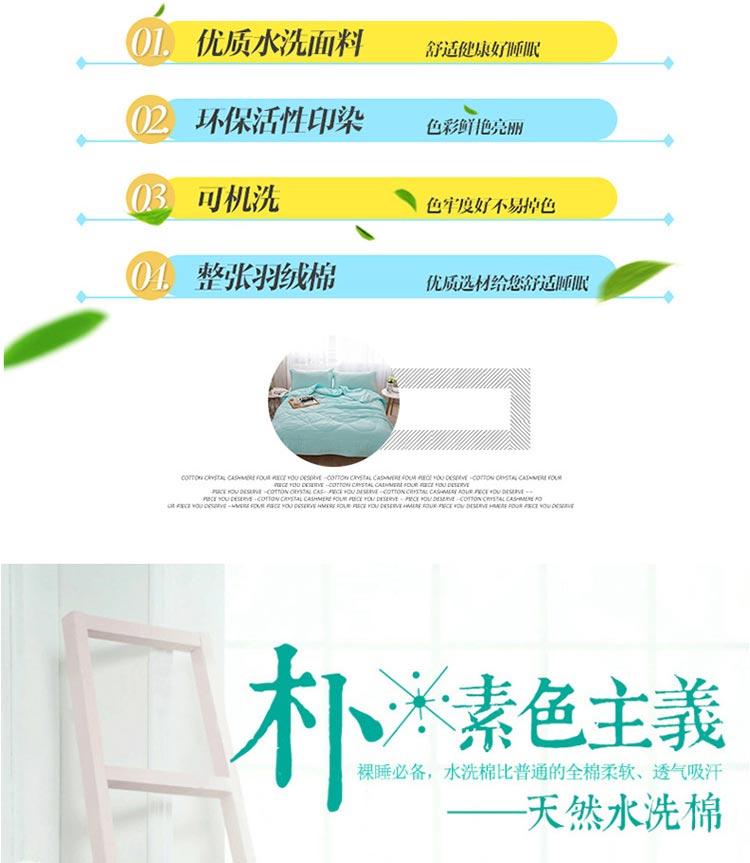 01. 优质水洗面料 舒适健康好睡眠
02. 环保活性印染 色彩鲜艳亮丽
03. 可机洗 色牢度好不易掉色
04. 整张羽绒棉 优质选材给您舒适睡眠
COTTON CRYSTAL CASHMERE FOUR-PIECE YOU DESERVE -COTTON CRYSTAL CASHMERE FOUR-PIECE YOU DESERVE -COTTON CRYSTAL CASHMERE FOUR
-PIECE YOU DESERVE -COTTON CRYSTAL CASHMERE FOUR-PIECE YOU DESERVE
-PIECE YOU DESERVE -COTTON CRYSTAL CAS- PIECE YOU DESERVE -COTTON CRYSTAL CASHMERE FOUR-PIECE YOU DESERVE --
PIECE YOU DESERVE -COTTON CRYSTAL CASHMERE FOUR-PIECE YOU DESERVE - PIECE YOU DESERVE -COTTON CRYSTAL CASHMERE FO
UR-PIECE YOU DESERVE -HMERE FOUR-PIECE YOU DESERVE HMERE FOUR-PIECE YOU DESERVE HMERE FOUR-PIECE YOU DESERVE HMERE FOUR-PIECE YOU DESERVE
朴素色主義
裸睡必备，水洗棉比普通的全棉柔软、透气吸汗
——天然水洗棉